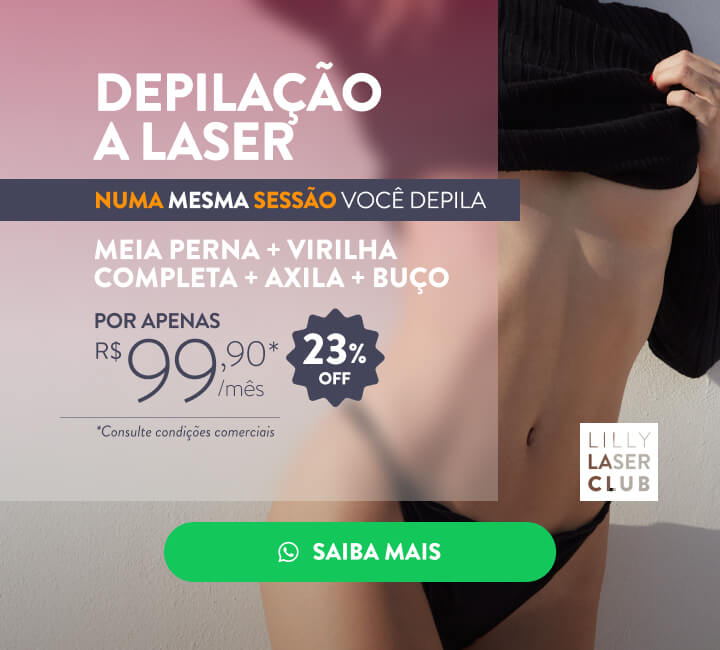 DEPILAÇÃO
A LASER
NUMA MESMA SESSÃO VOCÊ DEPILA
MEIA PERNA + VIRILHA
COMPLETA + AXILA + BUÇO
POR APENAS
R$ 99,90*
/mês
23%
OFF
*Consulte condições comerciais
LILLY
LASER
CLUB
SAIBA MAIS